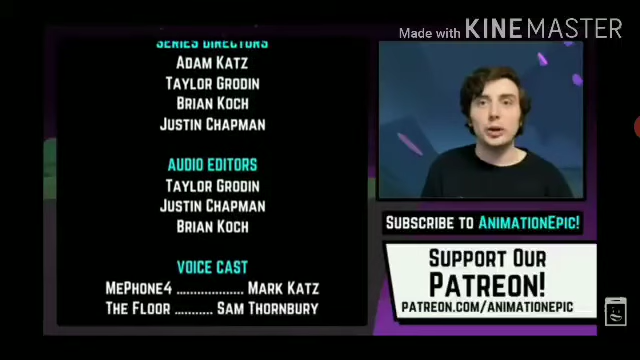 Made with KINEMASTER
SERIES DIRECTORS
ADAM KATZ
TAYLOR GRODIN
BRIAN KOCH
JUSTIN CHAPMAN
AUDIO EDITORS
TAYLOR GRODIN
JUSTIN CHAPMAN
BRIAN KOCH
VOICE CAST
MEPHONE4 ................... MARK KATZ
THE FLOOR .......... SAM THORNBURY
SUBSCRIBE TO ANIMATIONEPIC!
SUPPORT OUR
PATREON!
PATREON.COM/ANIMATIONEPIC